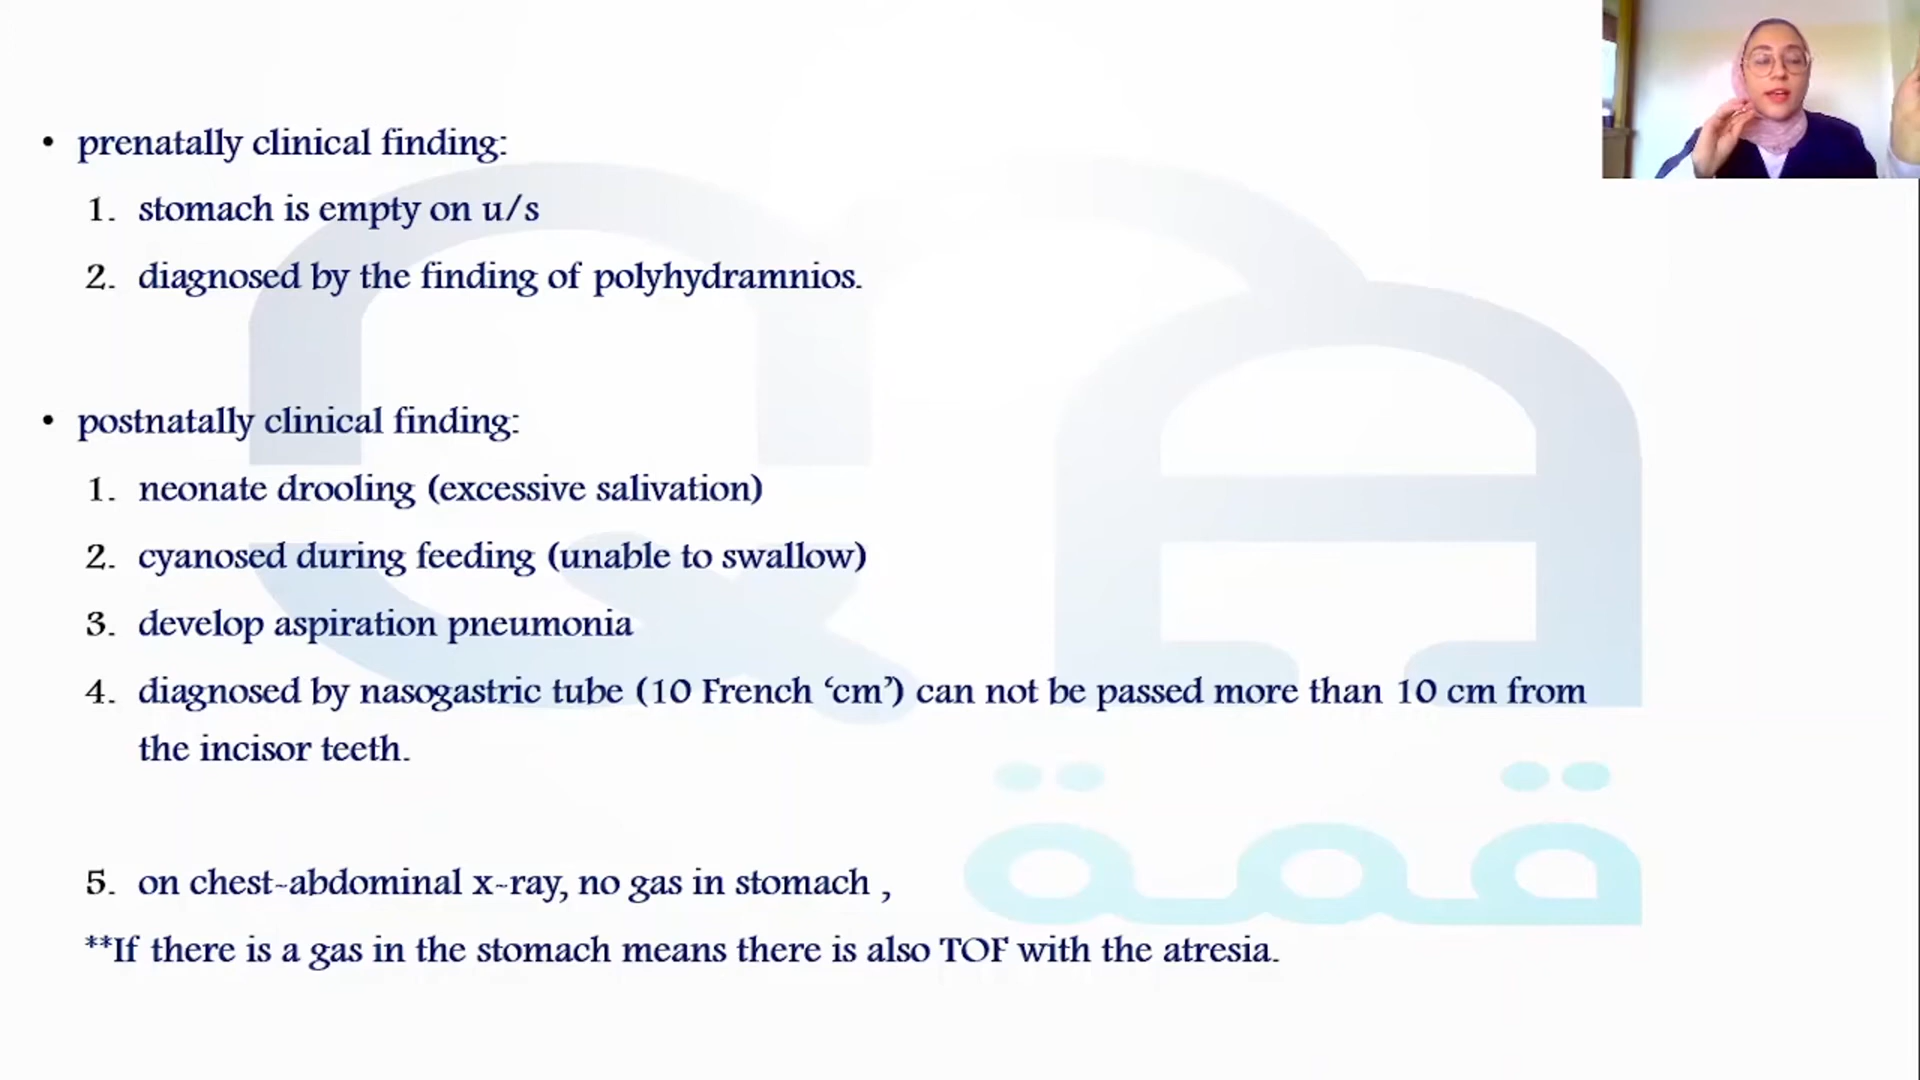 • prenatally clinical finding:
1. stomach is empty on u/s
2. diagnosed by the finding of polyhydramnios.
• postnatally clinical finding:
1. neonate drooling (excessive salivation)
2. cyanosed during feeding (unable to swallow)
3. develop aspiration pneumonia
4. diagnosed by nasogastric tube (10 French ‘cm’) can not be passed more than 10 cm from
the incisor teeth.
قمة
5. on chest-abdominal x-ray, no gas in stomach ,
**If there is a gas in the stomach means there is also TOF with the atresia.